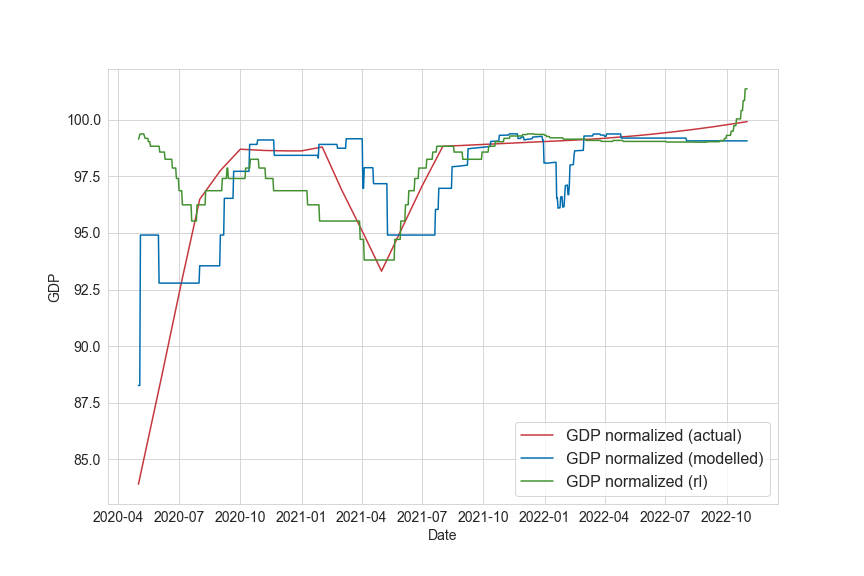 100.0
97.5
95.0
92.5
90.0
87.5
85.0
GDP
GDP normalized (actual)
GDP normalized (modelled)
GDP normalized (rl)
2020-04 2020-07 2020-10 2021-01 2021-04 2021-07 2021-10 2022-01 2022-04 2022-07 2022-10
Date